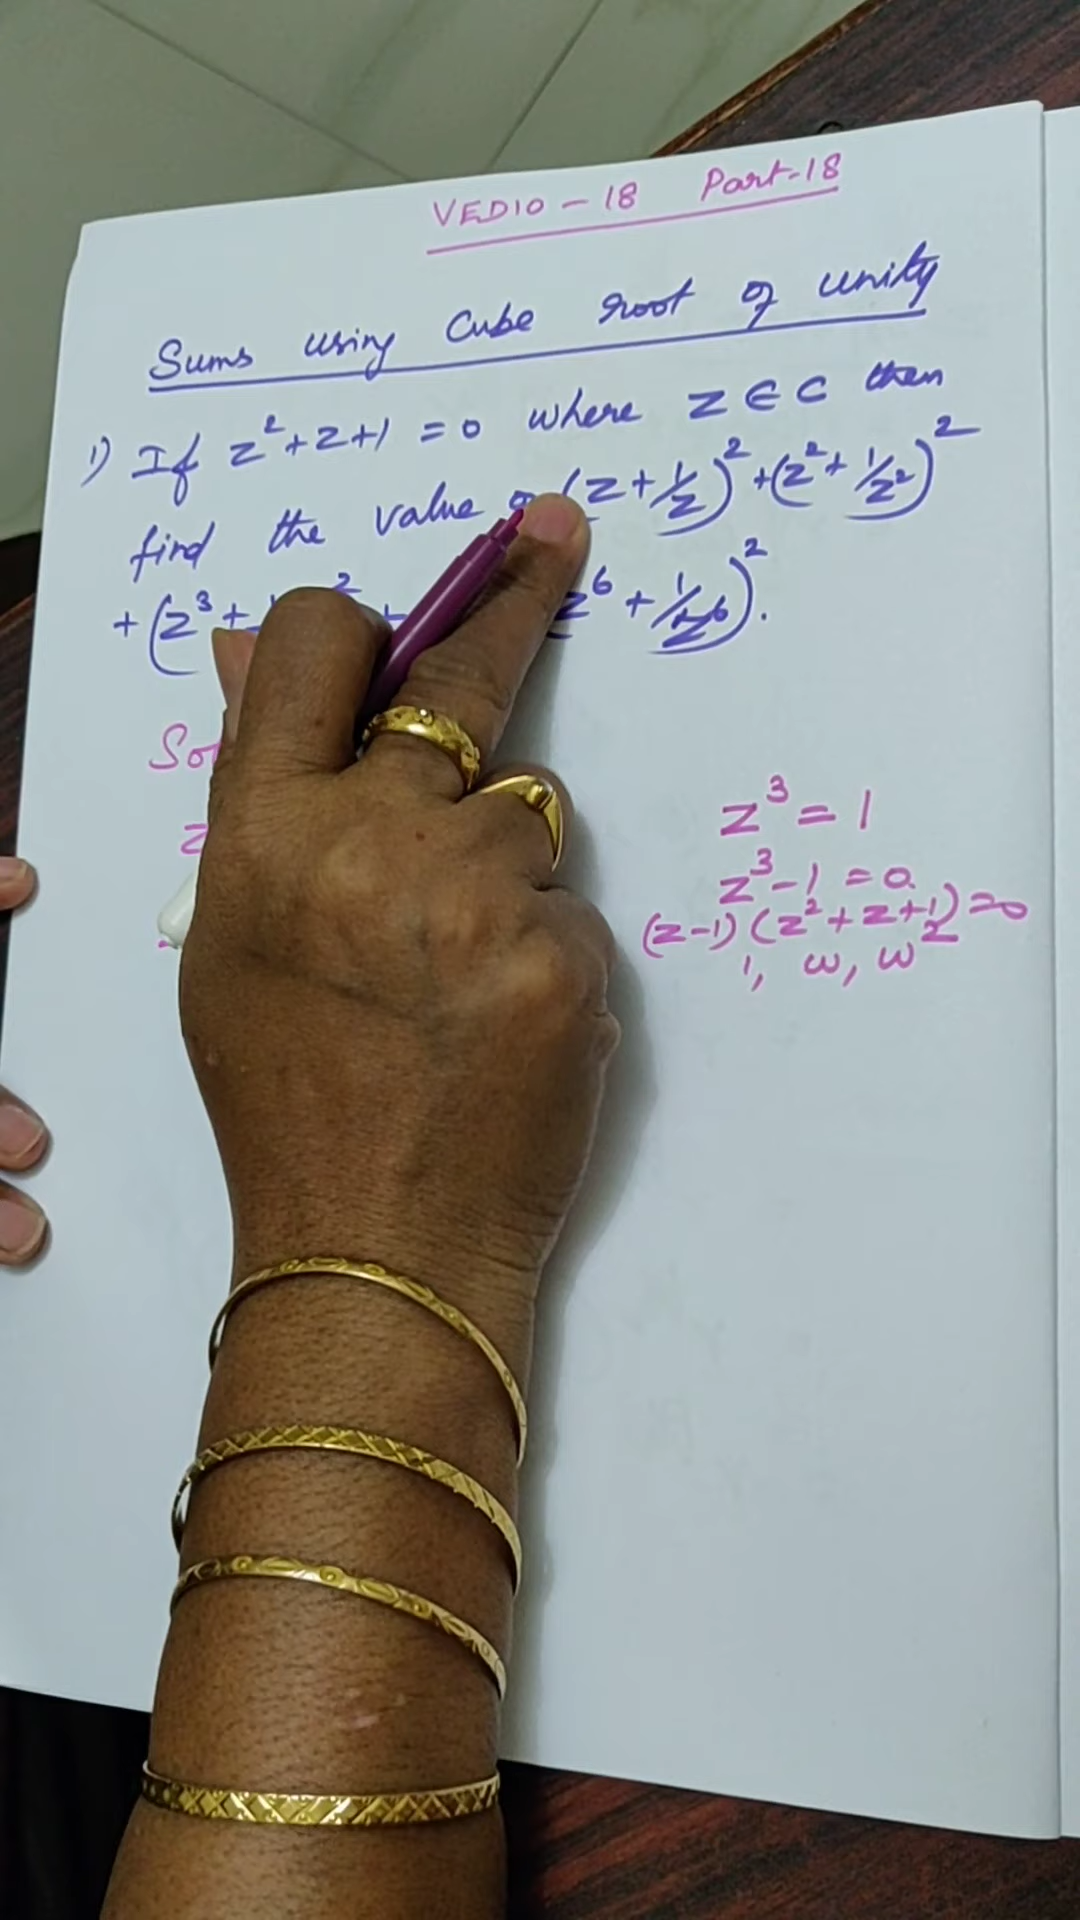 VEDIO - 18 Part-18
Sums using Cube root of unity
1) If z² + z + 1 = 0 where z ∈ C then
find the value (z + 1/z)² + (z² + 1/z²)²
+ (z³ + z⁶ + 1/z⁶)².
z³ = 1
z³ - 1 = 0
(z-1) (z² + z + 1) = 0
1, ω, ω²